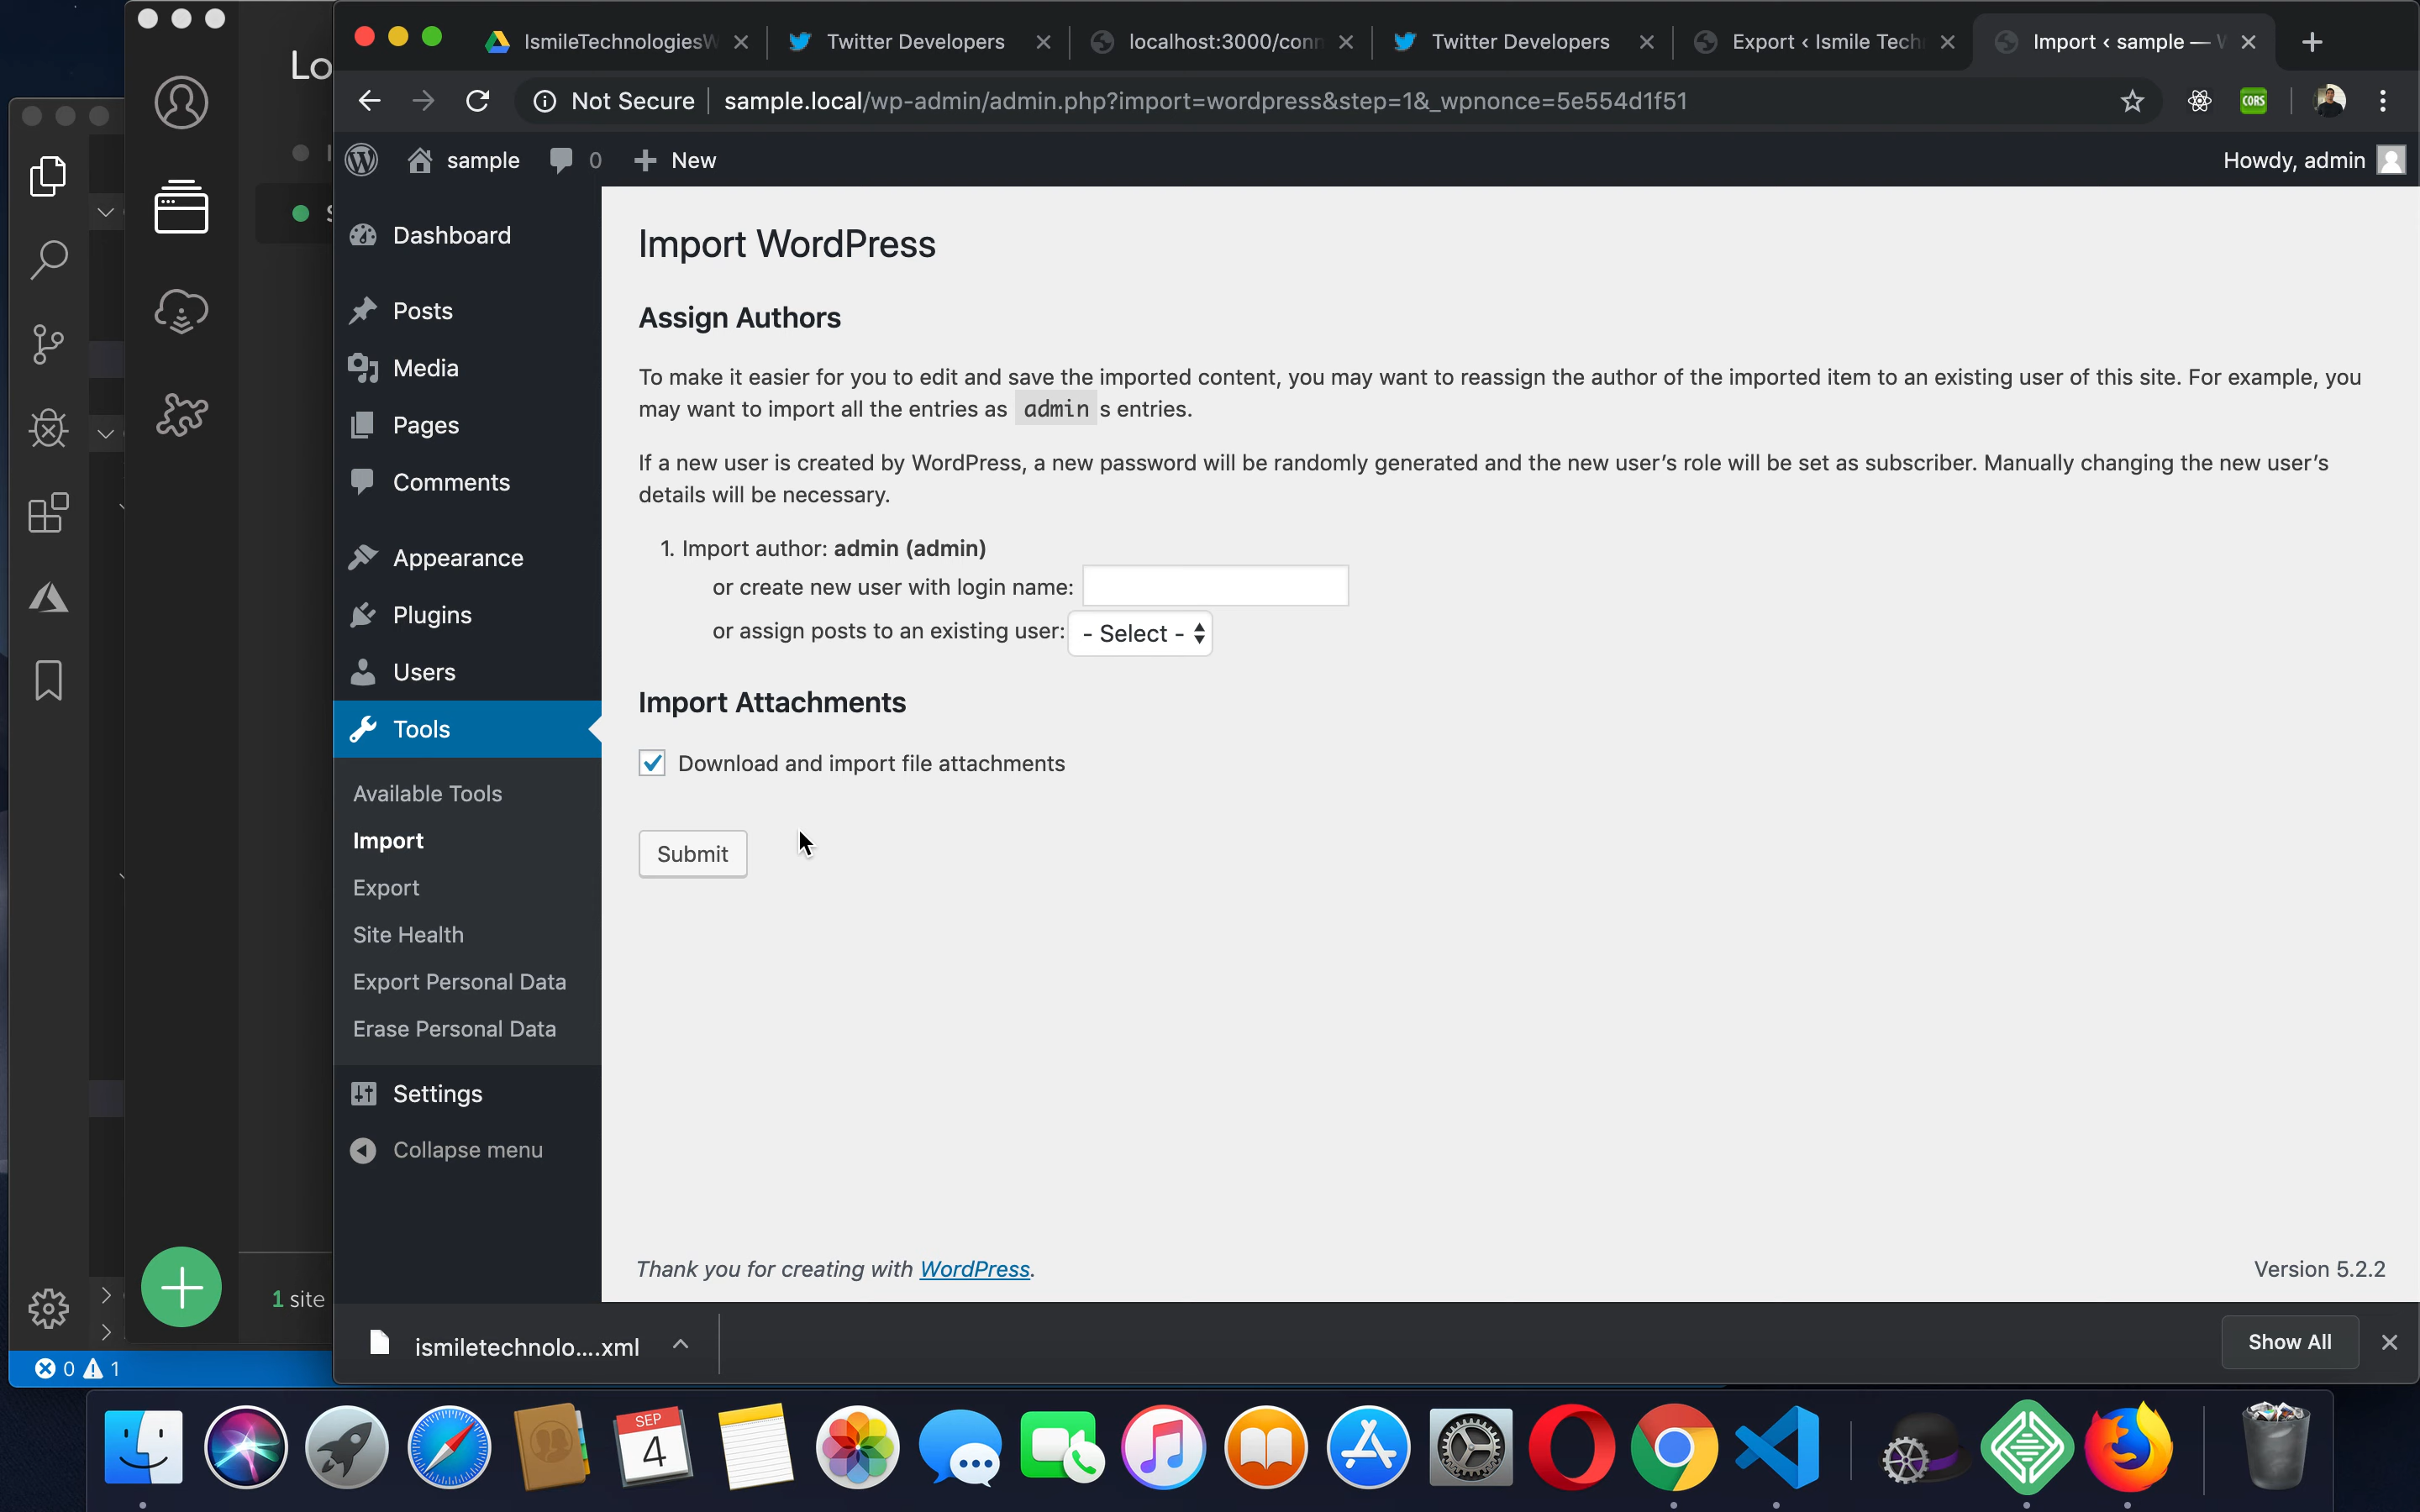 Lo
1 site
0 1
IsmileTechnologiesW
Twitter Developers
localhost:3000/conn
Twitter Developers
Export ‹ Ismile Tech
Import ‹ sample — W
Not Secure
sample.local/wp-admin/admin.php?import=wordpress&step=1&_wpnonce=5e554d1f51
CORS
sample
0
New
Howdy, admin
Dashboard
Posts
Media
Pages
Comments
Appearance
Plugins
Users
Tools
Available Tools
Import
Export
Site Health
Export Personal Data
Erase Personal Data
Settings
Collapse menu
Import WordPress
Assign Authors
To make it easier for you to edit and save the imported content, you may want to reassign the author of the imported item to an existing user of this site. For example, you
may want to import all the entries as admin s entries.
If a new user is created by WordPress, a new password will be randomly generated and the new user’s role will be set as subscriber. Manually changing the new user’s
details will be necessary.
1. Import author: admin (admin)
or create new user with login name:
or assign posts to an existing user: - Select -
Import Attachments
Download and import file attachments
Submit
Thank you for creating with WordPress.
Version 5.2.2
ismiletechnolo....xml
Show All
SEP
4